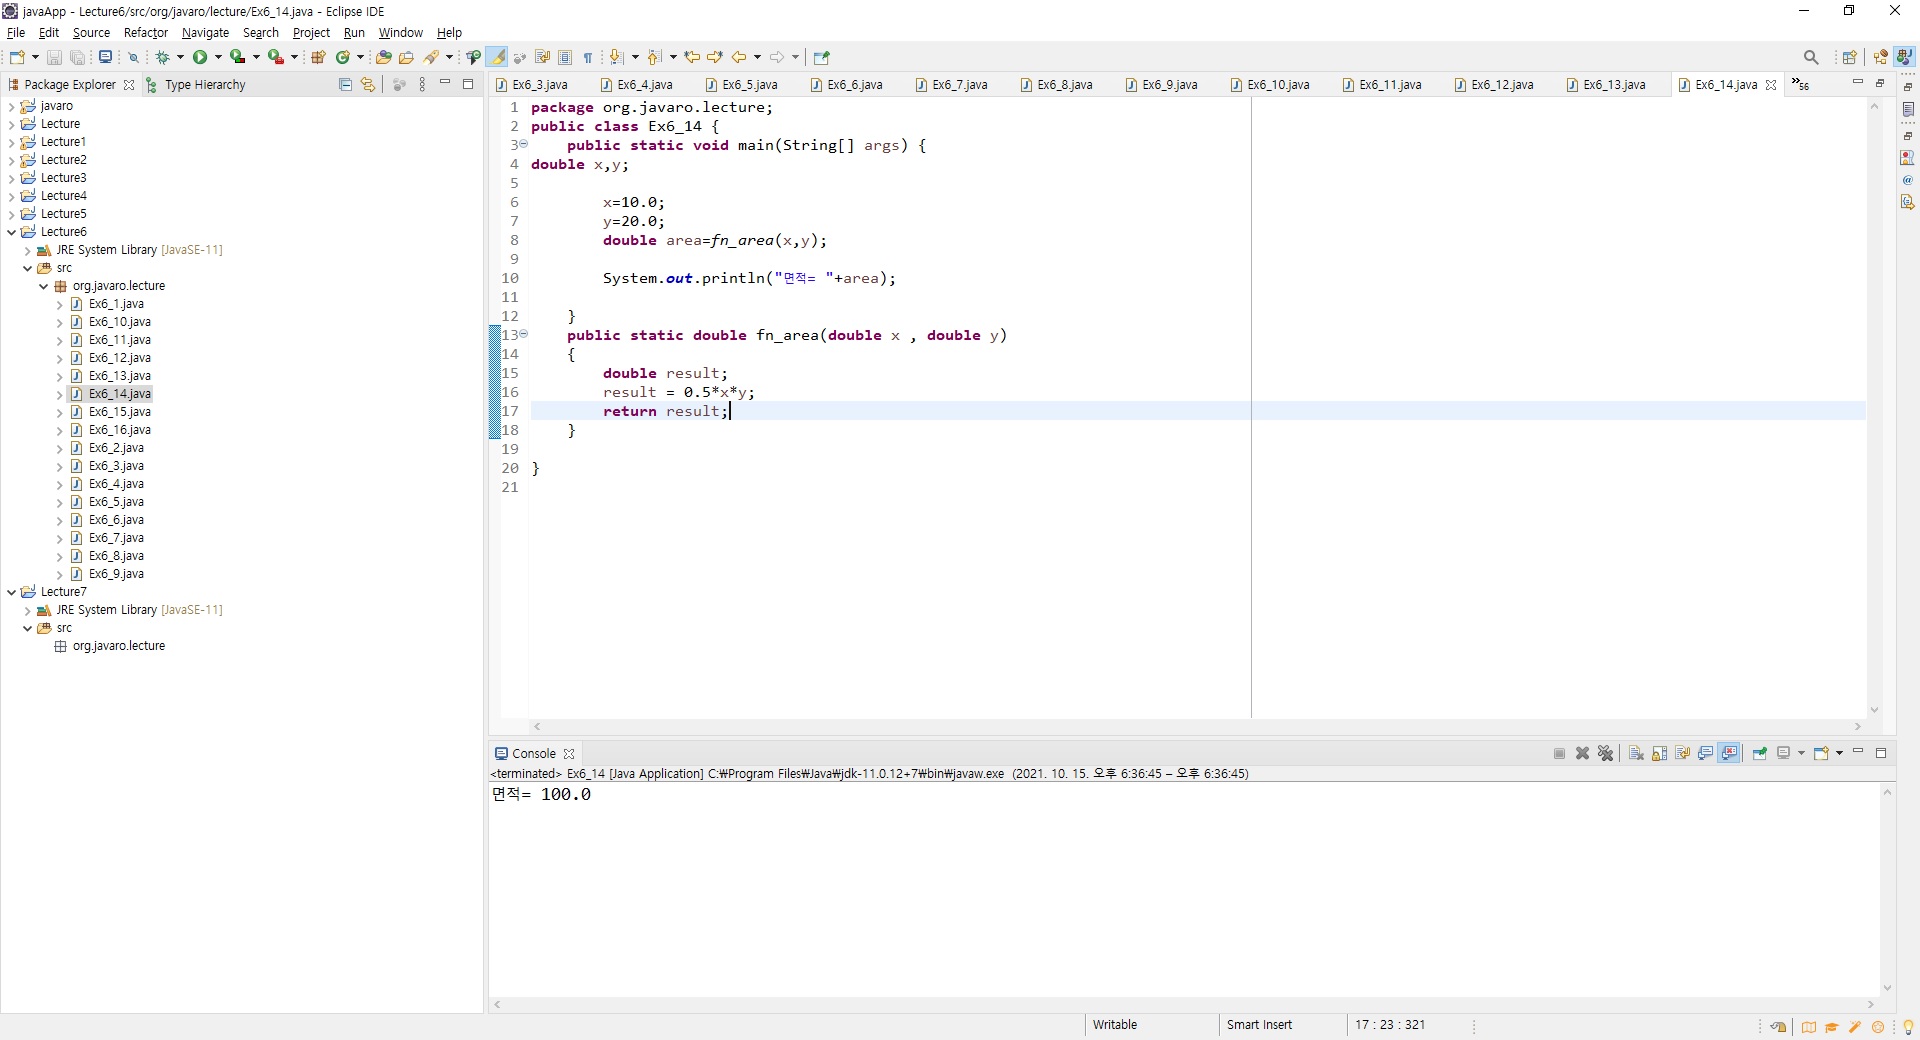 javaApp - Lecture6/src/org/javaro/lecture/Ex6_14.java - Eclipse IDE
File Edit Source Refactor Navigate Search Project Run Window Help
Package Explorer Type Hierarchy
javaro
Lecture
Lecture1
Lecture2
Lecture3
Lecture4
Lecture5
Lecture6
JRE System Library [JavaSE-11]
src
org.javaro.lecture
Ex6_1.java
Ex6_10.java
Ex6_11.java
Ex6_12.java
Ex6_13.java
Ex6_14.java
Ex6_15.java
Ex6_16.java
Ex6_2.java
Ex6_3.java
Ex6_4.java
Ex6_5.java
Ex6_6.java
Ex6_7.java
Ex6_8.java
Ex6_9.java
Lecture7
JRE System Library [JavaSE-11]
src
org.javaro.lecture
Ex6_3.java Ex6_4.java Ex6_5.java Ex6_6.java Ex6_7.java Ex6_8.java Ex6_9.java Ex6_10.java Ex6_11.java Ex6_12.java Ex6_13.java Ex6_14.java »56
1 package org.javaro.lecture;
2 public class Ex6_14 {
3 public static void main(String[] args) {
4 double x,y;
5
6 x=10.0;
7 y=20.0;
8 double area=fn_area(x,y);
9
10 System.out.println("면적= "+area);
11
12 }
13 public static double fn_area(double x , double y)
14 {
15 double result;
16 result = 0.5*x*y;
17 return result;
18 }
19
20 }
21
Console
<terminated> Ex6_14 [Java Application] C:₩Program Files₩Java₩jdk-11.0.12+7₩bin₩javaw.exe (2021. 10. 15. 오후 6:36:45 – 오후 6:36:45)
면적= 100.0
Writable Smart Insert 17 : 23 : 321